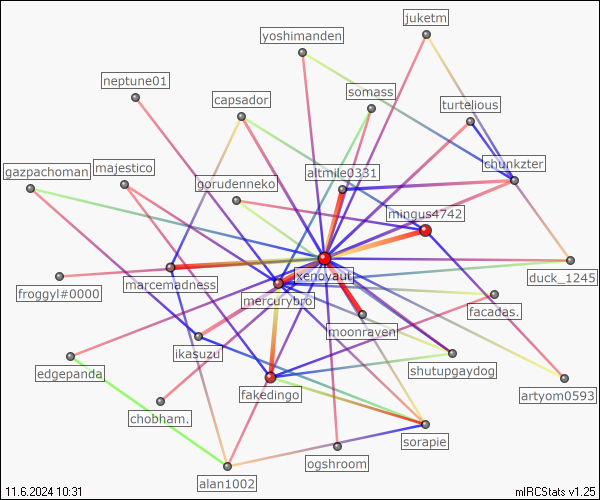 juketm
yoshimanden
neptune01
capsador
somass.
turtelious
gazpachoman
majestico
altmile0331
chunkzter
gorudenneko
mingus4742
xenoyaut
duck_1245
froggyl#0000
marcemadness
mercurybro
facadas.
moonraven
ikasuzu
shutupgaydog
edgepanda
fakedingo
artyom0593
chobham.
sorapie
ogshroom
alan1002
11.6.2024 10:31
mIRCStats v1.25